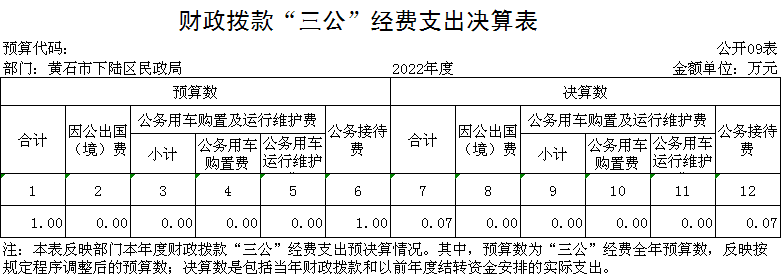 财政拨款“三公”经费支出决算表
预算代码： 公开09表
部门：黄石市下陆区民政局 2022年度 金额单位：万元
预算数 决算数
合计 因公出国（境）费 公务用车购置及运行维护费 公务接待费 合计 因公出国（境）费 公务用车购置及运行维护费 公务接待费
小计 公务用车购置费 公务用车运行维护 小计 公务用车购置费 公务用车运行维护
1 2 3 4 5 6 7 8 9 10 11 12
1.00 0.00 0.00 0.00 0.00 1.00 0.07 0.00 0.00 0.00 0.00 0.07
注：本表反映部门本年度财政拨款“三公”经费支出预决算情况。其中，预算数为“三公”经费全年预算数，反映按
规定程序调整后的预算数；决算数是包括当年财政拨款和以前年度结转资金安排的实际支出。